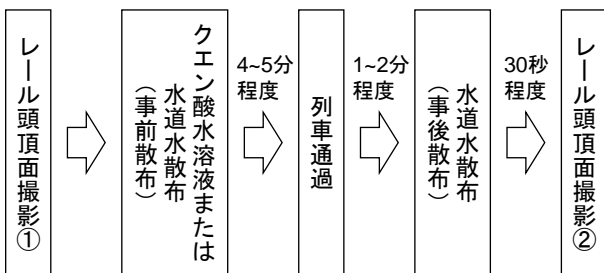 レール頭頂面撮影①
クエン酸水溶液または
水道水散布
（事前散布）
4~5分
程度
列車通過
1~2分
程度
水道水散布
（事後散布）
30秒
程度
レール頭頂面撮影②